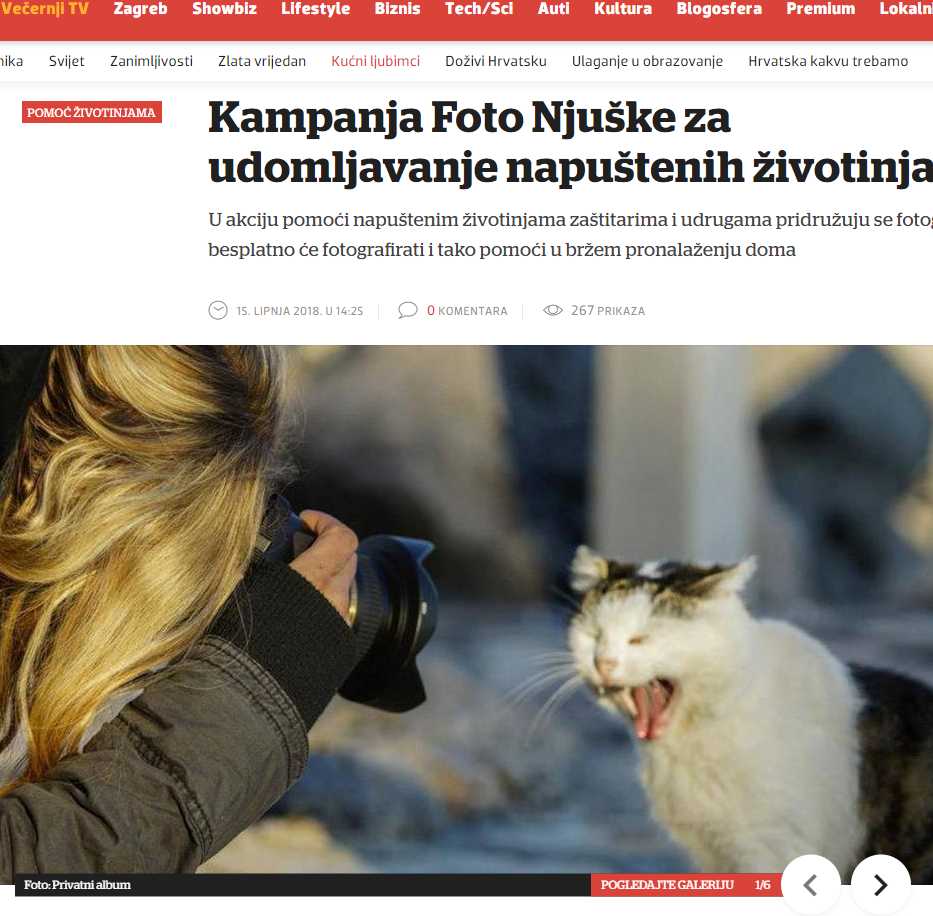 Večernji TV Zagreb Showbiz Lifestyle Biznis Tech/Sci Auti Kultura Blogosfera Premium Lokalni
nika Svijet Zanimljivosti Zlata vrijedan Kućni ljubimci Doživi Hrvatsku Ulaganje u obrazovanje Hrvatska kakvu trebamo
POMOĆ ŽIVOTINJAMA
Kampanja Foto Njuške za
udomljavanje napuštenih životinja
U akciju pomoći napuštenim životinjama zaštitarima i udrugama pridružuju se
besplatno će fotografirati i tako pomoći u bržem pronalaženju doma
15. LIPNJA 2018. U 14:25 0 KOMENTARA 267 PRIKAZA
Foto: Privatni album POGLEDAJTE GALERIJU 1/6